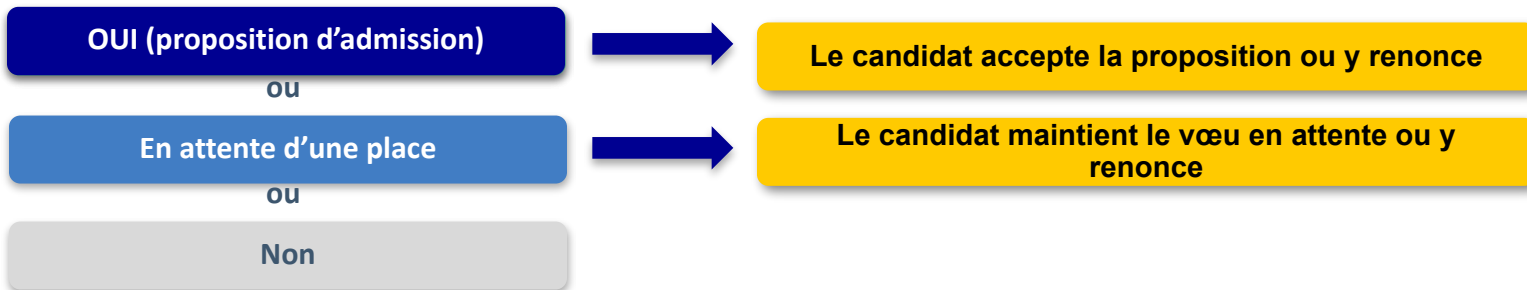 OUI (proposition d’admission)
Le candidat accepte la proposition ou y renonce
ou
En attente d’une place
Le candidat maintient le vœu en attente ou y
renonce
ou
Non